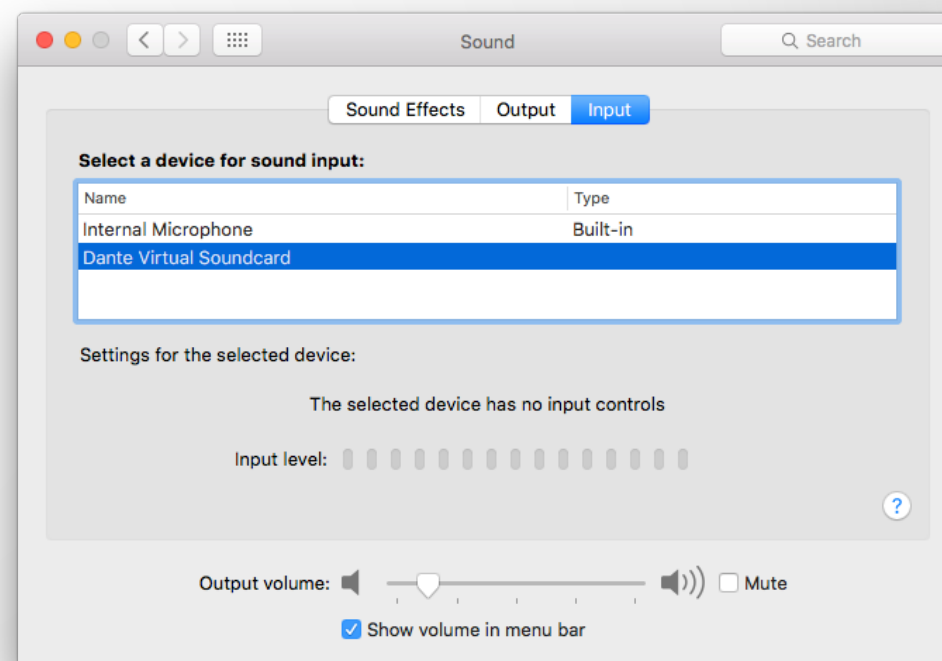 Sound
Search
Sound Effects Output Input
Select a device for sound input:
Name Type
Internal Microphone Built-in
Dante Virtual Soundcard
Settings for the selected device:
The selected device has no input controls
Input level:
?
Output volume: Mute
Show volume in menu bar